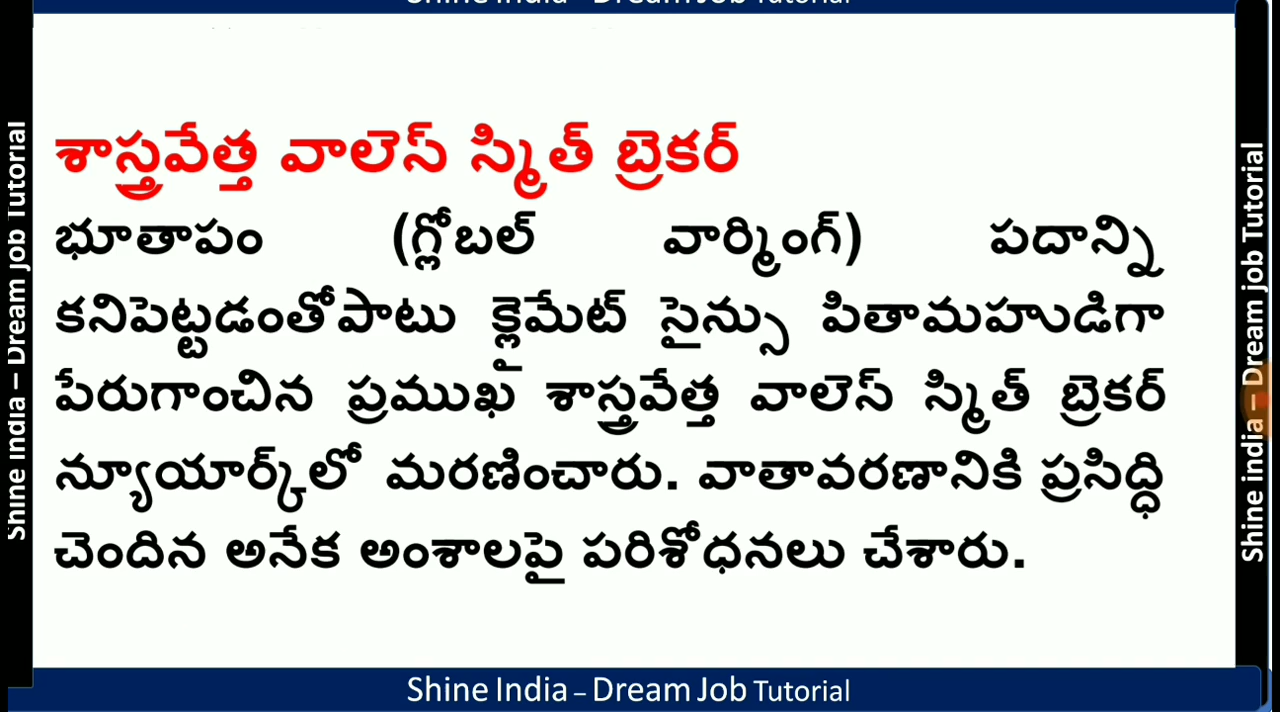 Shine India – Dream Job Tutorial
శాస్త్రవేత్త వాలెస్ స్మిత్ బ్రెకర్
భూతాపం (గ్లోబల్ వార్మింగ్) పదాన్ని
కనిపెట్టడంతోపాటు క్లైమేట్ సైన్సు పితామహుడిగా
పేరుగాంచిన ప్రముఖ శాస్త్రవేత్త వాలెస్ స్మిత్ బ్రెకర్
న్యూయార్క్‌లో మరణించారు. వాతావరణానికి ప్రసిద్ధి
చెందిన అనేక అంశాలపై పరిశోధనలు చేశారు.
Shine India – Dream Job Tutorial
Shine India – Dream Job Tutorial
Shine india – Dream job Tutorial